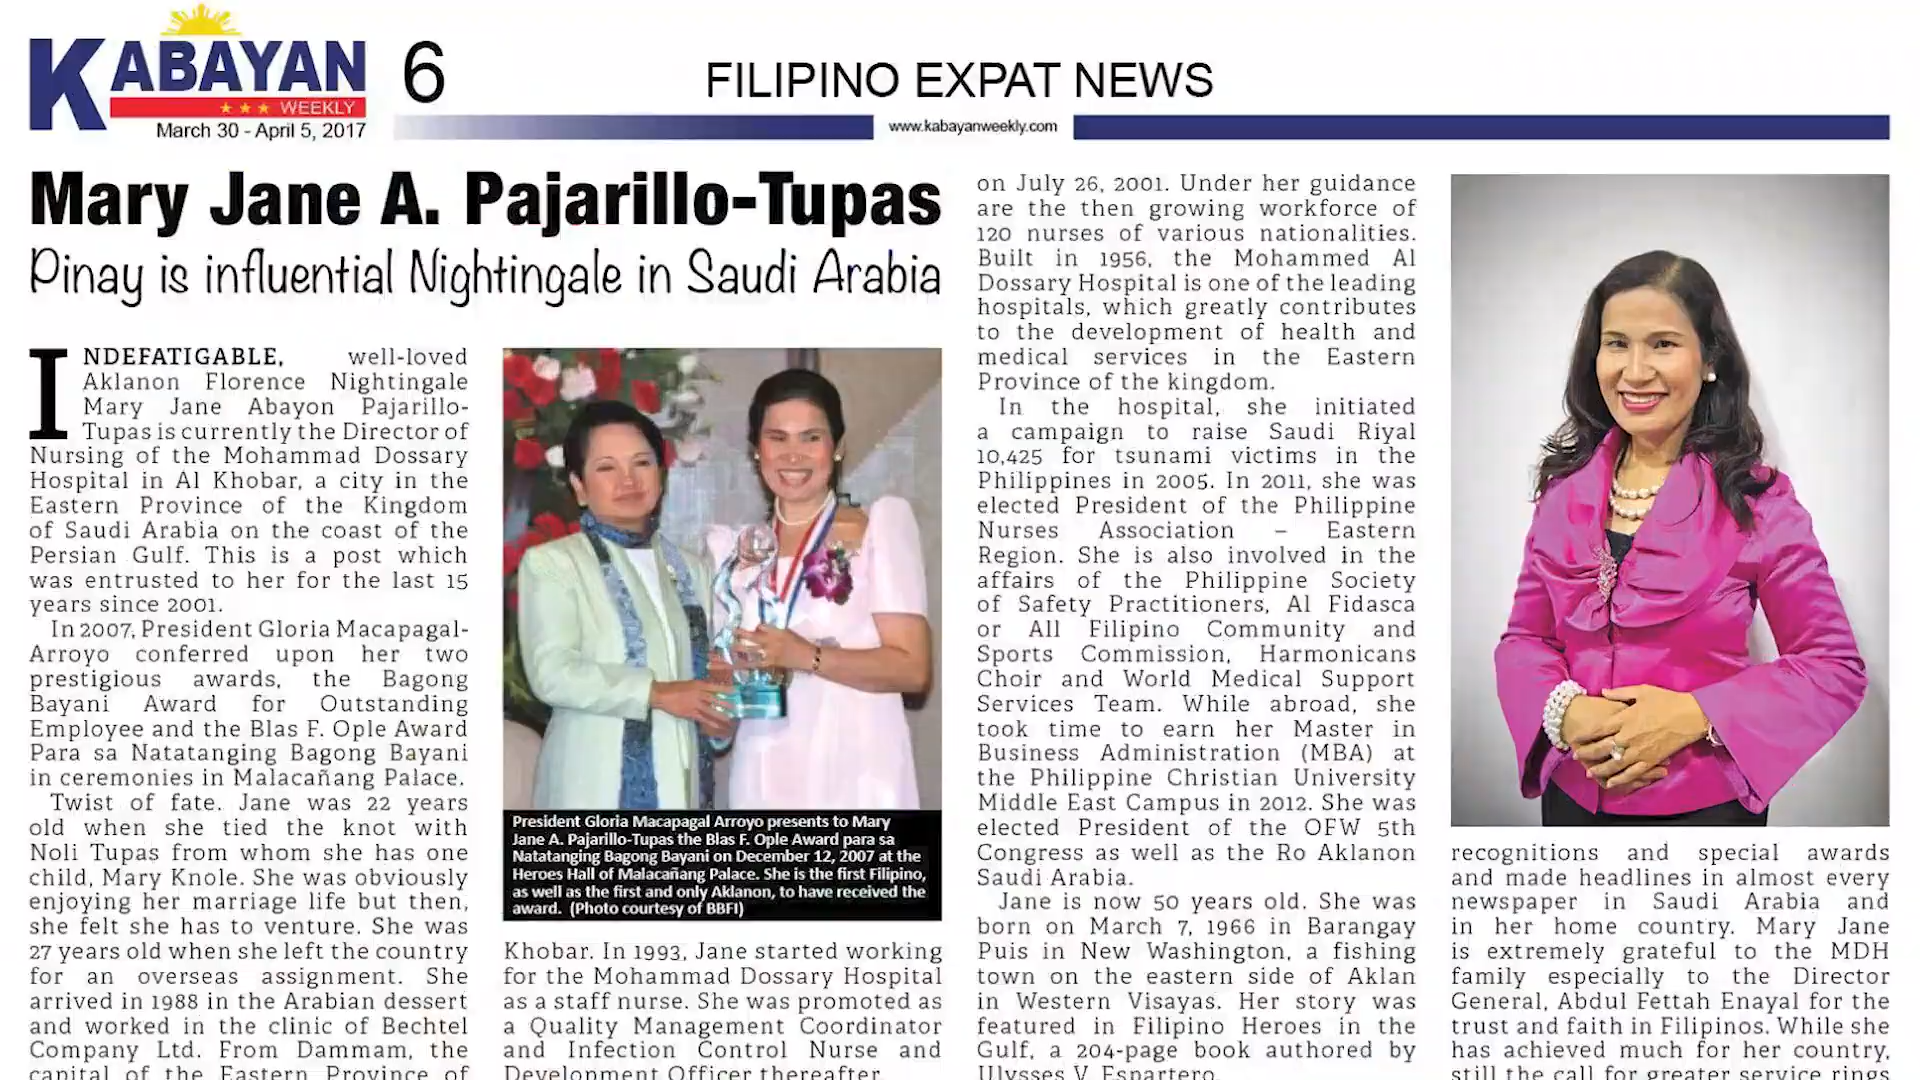 KABAYAN
WEEKLY
March 30 - April 5, 2017
6
FILIPINO EXPAT NEWS
www.kabayanweekly.com
Mary Jane A. Pajarillo-Tupas
Pinay is influential Nightingale in Saudi Arabia
INDEFATIGABLE, well-loved
Aklanon Florence Nightingale
Mary Jane Abayon Pajarillo-
Tupas is currently the Director of
Nursing of the Mohammad Dossary
Hospital in Al Khobar, a city in the
Eastern Province of the Kingdom
of Saudi Arabia on the coast of the
Persian Gulf. This is a post which
was entrusted to her for the last 15
years since 2001.
In 2007, President Gloria Macapagal-
Arroyo conferred upon her two
prestigious awards, the Bagong
Bayani Award for Outstanding
Employee and the Blas F. Ople Award
Para sa Natatanging Bagong Bayani
in ceremonies in Malacañang Palace.
Twist of fate. Jane was 22 years
old when she tied the knot with
Noli Tupas from whom she has one
child, Mary Knole. She was obviously
enjoying her marriage life but then,
she felt she has to venture. She was
27 years old when she left the country
for an overseas assignment. She
arrived in 1988 in the Arabian dessert
and worked in the clinic of Bechtel
Company Ltd. From Dammam, the
capital of the Eastern Province of
President Gloria Macapagal Arroyo presents to Mary
Jane A. Pajarillo-Tupas the Blas F. Ople Award para sa
Natatanging Bagong Bayani on December 12, 2007 at the
Heroes Hall of Malacañang Palace. She is the first Filipino,
as well as the first and only Aklanon, to have received the
award. (Photo courtesy of BBFI)
Khobar. In 1993, Jane started working
for the Mohammad Dossary Hospital
as a staff nurse. She was promoted as
a Quality Management Coordinator
and Infection Control Nurse and
Development Officer thereafter.
on July 26, 2001. Under her guidance
are the then growing workforce of
120 nurses of various nationalities.
Built in 1956, the Mohammed Al
Dossary Hospital is one of the leading
hospitals, which greatly contributes
to the development of health and
medical services in the Eastern
Province of the kingdom.
In the hospital, she initiated
a campaign to raise Saudi Riyal
10,425 for tsunami victims in the
Philippines in 2005. In 2011, she was
elected President of the Philippine
Nurses Association – Eastern
Region. She is also involved in the
affairs of the Philippine Society
of Safety Practitioners, Al Fidasca
or All Filipino Community and
Sports Commission, Harmonicans
Choir and World Medical Support
Services Team. While abroad, she
took time to earn her Master in
Business Administration (MBA) at
the Philippine Christian University
Middle East Campus in 2012. She was
elected President of the OFW 5th
Congress as well as the Ro Aklanon
Saudi Arabia.
Jane is now 50 years old. She was
born on March 7, 1966 in Barangay
Puis in New Washington, a fishing
town on the eastern side of Aklan
in Western Visayas. Her story was
featured in Filipino Heroes in the
Gulf, a 204-page book authored by
Ulysses V. Espartero.
recognitions and special awards
and made headlines in almost every
newspaper in Saudi Arabia and
in her home country. Mary Jane
is extremely grateful to the MDH
family especially to the Director
General, Abdul Fettah Enayal for the
trust and faith in Filipinos. While she
has achieved much for her country,
still the call for greater service rings